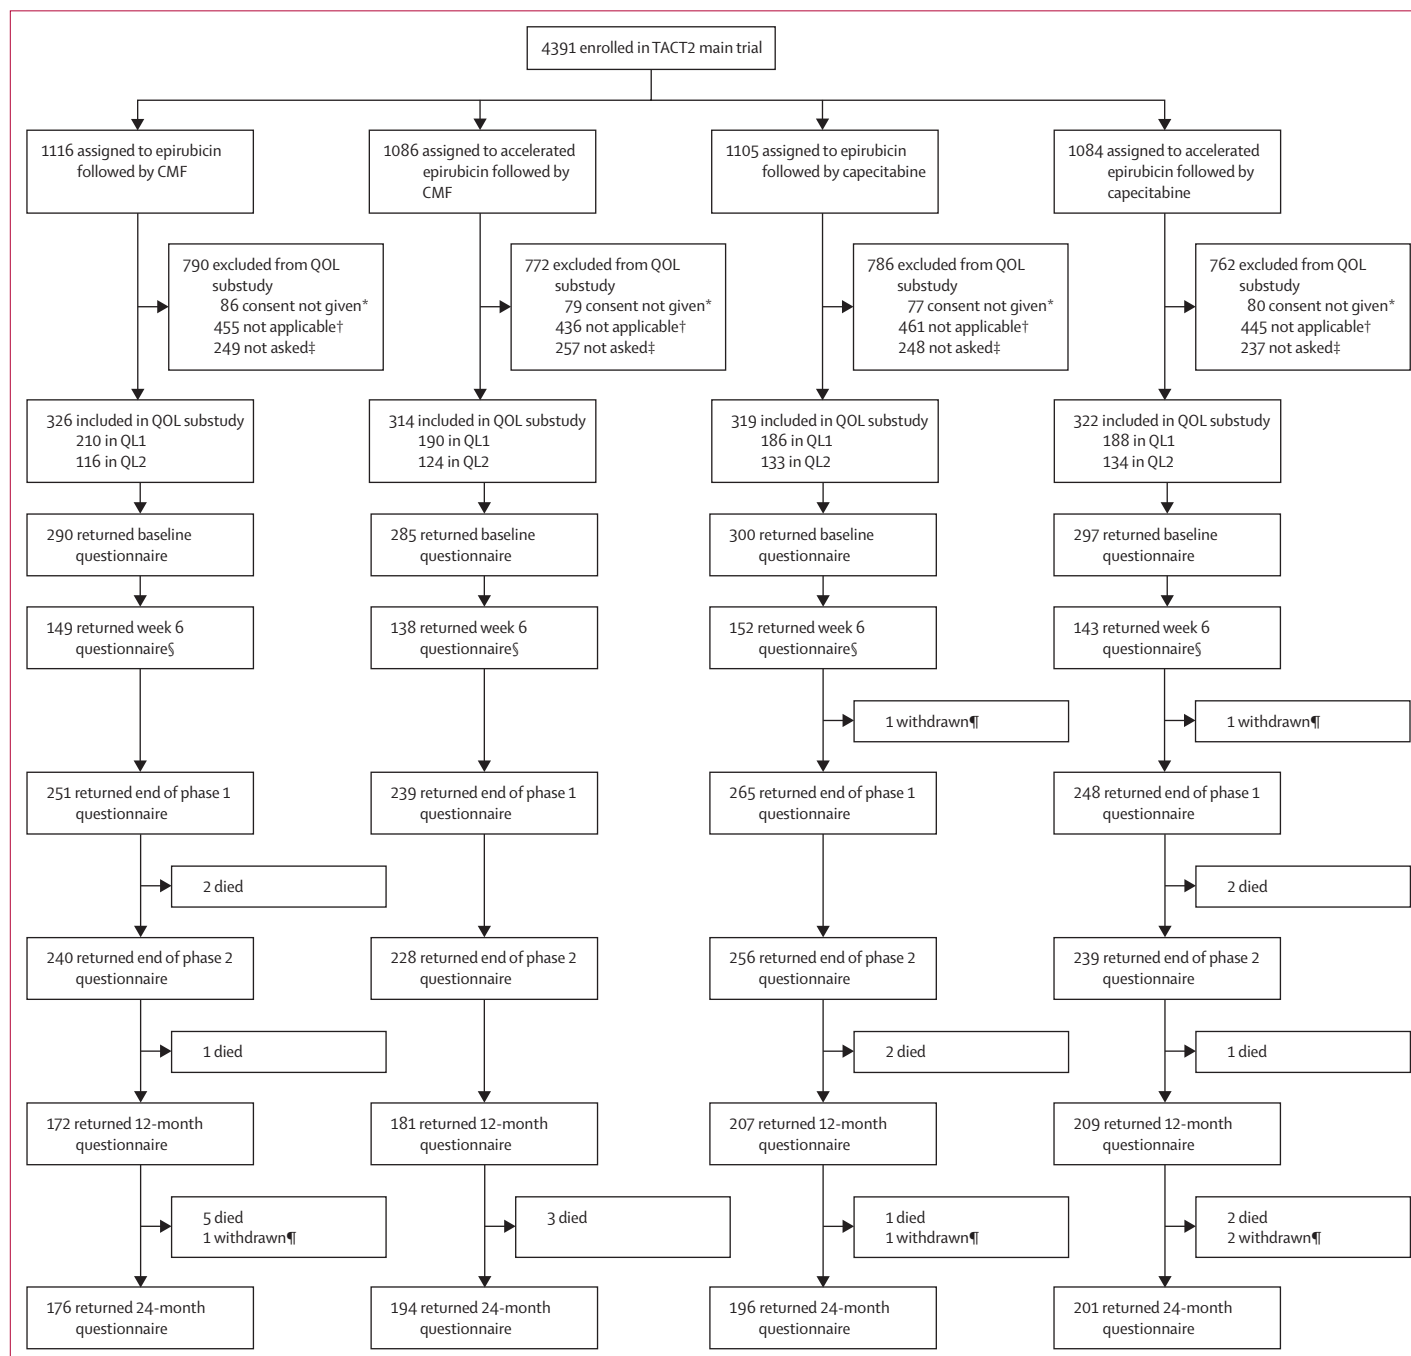 4391 enrolled in TACT2 main trial
1116 assigned to epirubicin
followed by CMF
1086 assigned to accelerated
epirubicin followed by
CMF
1105 assigned to epirubicin
followed by capecitabine
1084 assigned to accelerated
epirubicin followed by
capecitabine
790 excluded from QOL
substudy
86 consent not given*
455 not applicable†
249 not asked‡
772 excluded from QOL
substudy
79 consent not given*
436 not applicable†
257 not asked‡
786 excluded from QOL
substudy
77 consent not given*
461 not applicable†
248 not asked‡
762 excluded from QOL
substudy
80 consent not given*
445 not applicable†
237 not asked‡
326 included in QOL substudy
210 in QL1
116 in QL2
314 included in QOL substudy
190 in QL1
124 in QL2
319 included in QOL substudy
186 in QL1
133 in QL2
322 included in QOL substudy
188 in QL1
134 in QL2
290 returned baseline
questionnaire
285 returned baseline
questionnaire
300 returned baseline
questionnaire
297 returned baseline
questionnaire
149 returned week 6
questionnaire§
138 returned week 6
questionnaire§
152 returned week 6
questionnaire§
143 returned week 6
questionnaire§
1 withdrawn¶
1 withdrawn¶
251 returned end of phase 1
questionnaire
239 returned end of phase 1
questionnaire
265 returned end of phase 1
questionnaire
248 returned end of phase 1
questionnaire
2 died
2 died
240 returned end of phase 2
questionnaire
228 returned end of phase 2
questionnaire
256 returned end of phase 2
questionnaire
239 returned end of phase 2
questionnaire
1 died
2 died
1 died
172 returned 12-month
questionnaire
181 returned 12-month
questionnaire
207 returned 12-month
questionnaire
209 returned 12-month
questionnaire
5 died
1 withdrawn¶
3 died
1 died
1 withdrawn¶
2 died
2 withdrawn¶
176 returned 24-month
questionnaire
194 returned 24-month
questionnaire
196 returned 24-month
questionnaire
201 returned 24-month
questionnaire